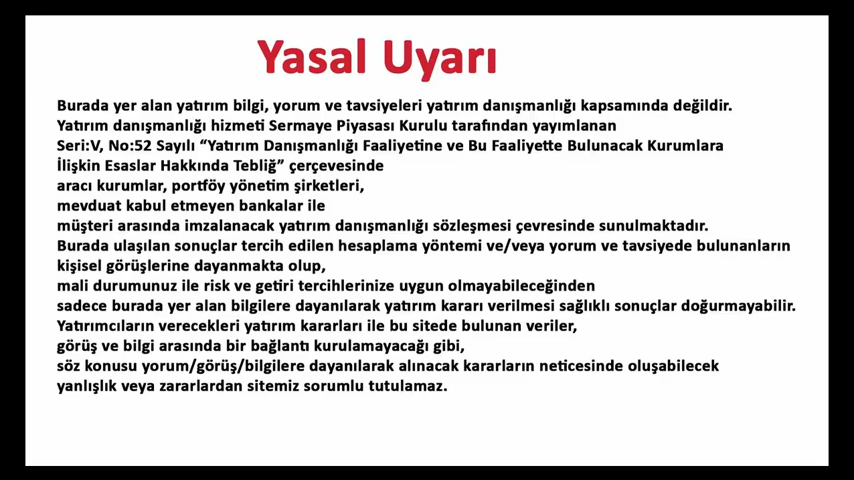 Yasal Uyarı
Burada yer alan yatırım bilgi, yorum ve tavsiyeleri yatırım danışmanlığı kapsamında değildir.
Yatırım danışmanlığı hizmeti Sermaye Piyasası Kurulu tarafından yayımlanan
Seri:V, No:52 Sayılı “Yatırım Danışmanlığı Faaliyetine ve Bu Faaliyette Bulunacak Kurumlara
İlişkin Esaslar Hakkında Tebliğ” çerçevesinde
aracı kurumlar, portföy yönetim şirketleri,
mevduat kabul etmeyen bankalar ile
müşteri arasında imzalanacak yatırım danışmanlığı sözleşmesi çevresinde sunulmaktadır.
Burada ulaşılan sonuçlar tercih edilen hesaplama yöntemi ve/veya yorum ve tavsiyede bulunanların
kişisel görüşlerine dayanmakta olup,
mali durumunuz ile risk ve getiri tercihlerinize uygun olmayabileceğinden
sadece burada yer alan bilgilere dayanılarak yatırım kararı verilmesi sağlıklı sonuçlar doğurmayabilir.
Yatırımcıların verecekleri yatırım kararları ile bu sitede bulunan veriler,
görüş ve bilgi arasında bir bağlantı kurulamayacağı gibi,
söz konusu yorum/görüş/bilgilere dayanılarak alınacak kararların neticesinde oluşabilecek
yanlışlık veya zararlardan sitemiz sorumlu tutulamaz.